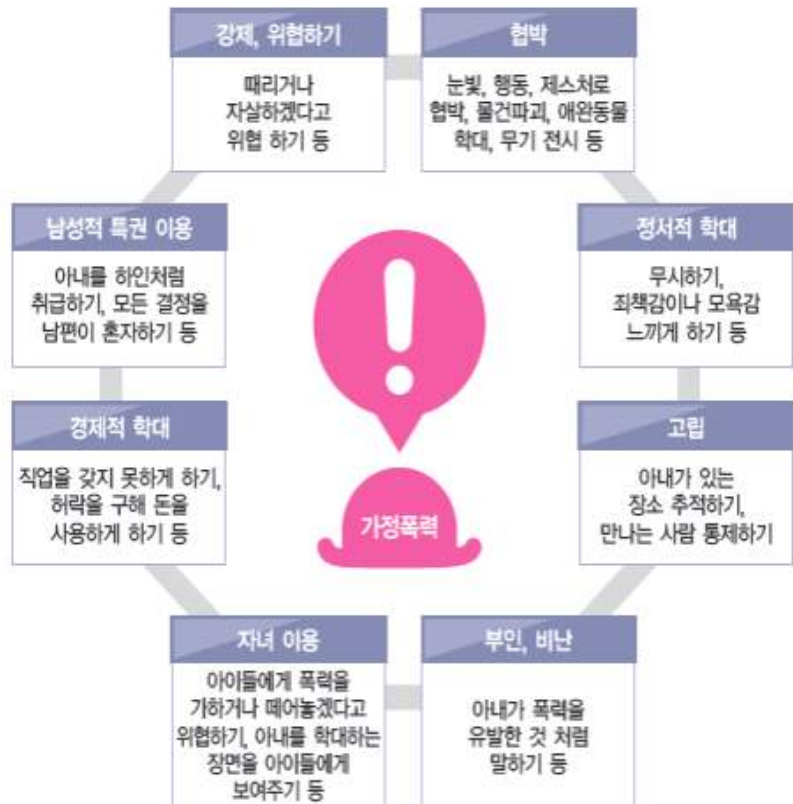 강제, 위협하기
때리거나
자살하겠다고
위협 하기 등
협박
눈빛, 행동, 제스처로
협박, 물건파괴, 애완동물
학대, 무기 전시 등
남성적 특권 이용
아내를 하인처럼
취급하기, 모든 결정을
남편이 혼자하기 등
정서적 학대
무시하기,
죄책감이나 모욕감
느끼게 하기 등
경제적 학대
직업을 갖지 못하게 하기,
허락을 구해 돈을
사용하게 하기 등
가정폭력
고립
아내가 있는
장소 추적하기,
만나는 사람 통제하기
자녀 이용
아이들에게 폭력을
가하거나 떼어놓겠다고
위협하기, 아내를 학대하는
장면을 아이들에게
보여주기 등
부인, 비난
아내가 폭력을
유발한 것 처럼
말하기 등